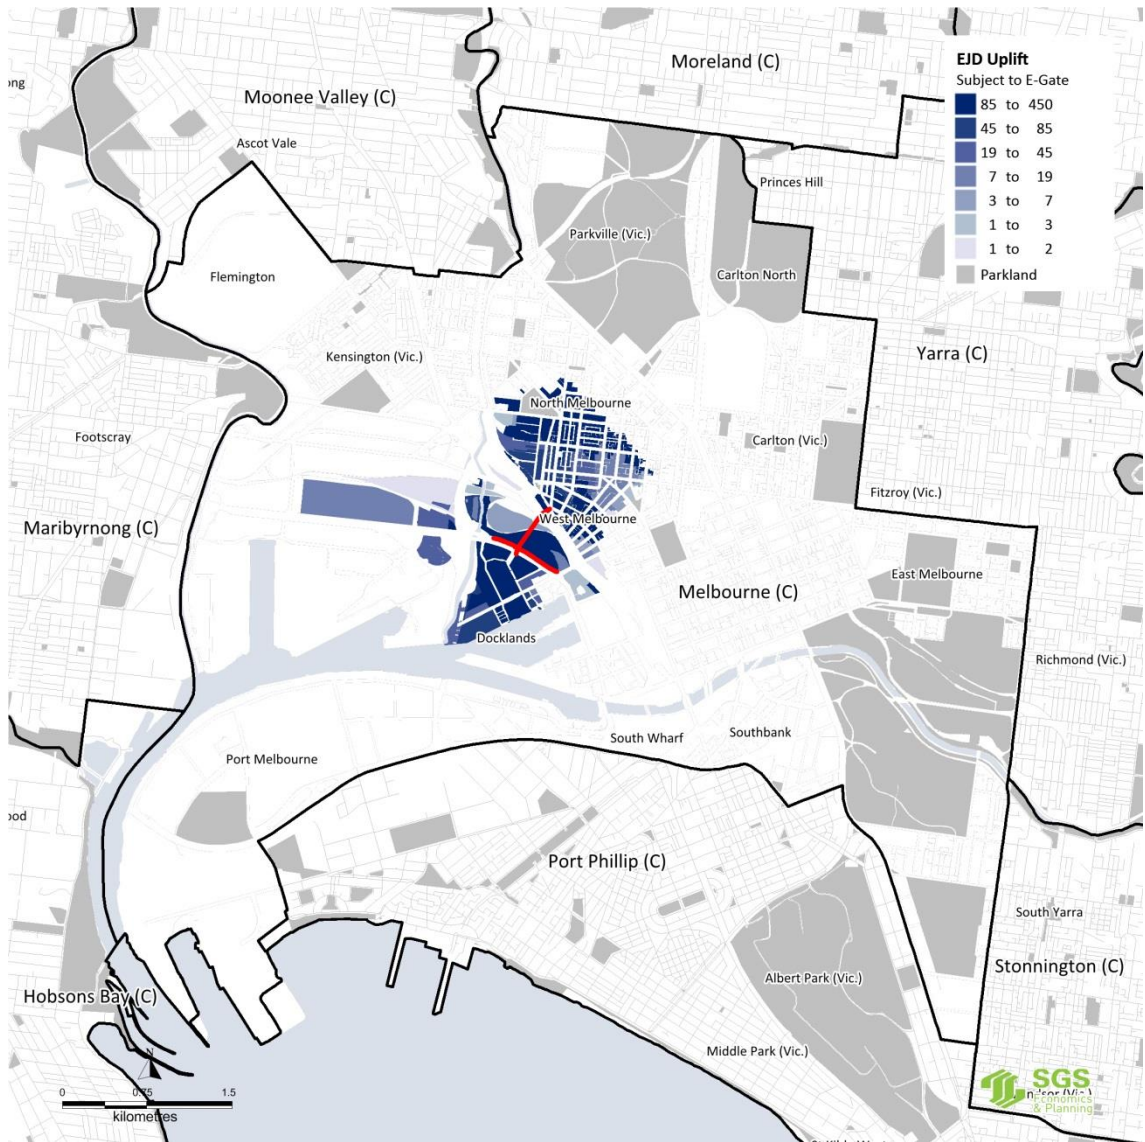 Moreland (C)
Moonee Valley (C)
Ascot Vale
EJD Uplift
Subject to E-Gate
85 to 450
45 to 85
19 to 45
7 to 19
3 to 7
1 to 3
1 to 2
Parkland
Princes Hill
Parkville (Vic.)
Carlton North
Flemington
Kensington (Vic.)
Yarra (C)
North Melbourne
Footscray
Carlton (Vic.)
Fitzroy (Vic.)
Maribyrnong (C)
West Melbourne
East Melbourne
Melbourne (C)
Docklands
Richmond (Vic.)
South Wharf
Southbank
Port Melbourne
Port Phillip (C)
South Yarra
Stonnington (C)
Albert Park (Vic.)
Hobsons Bay (C)
Middle Park (Vic.)
N
0 0.75 1.5
kilometres
SGS
Economics
& Planning